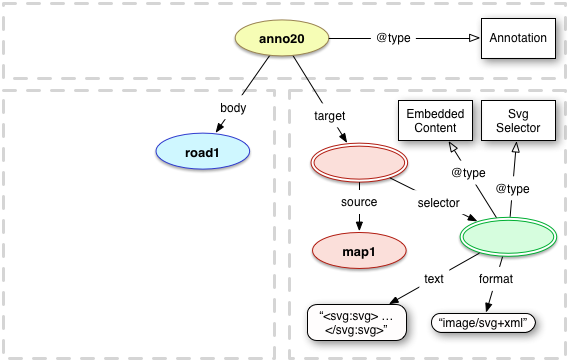 anno20
@type
Annotation
body
target
Embedded
Content
Svg
Selector
road1
@type
@type
source
selector
map1
text
format
“<svg:svg> ...
</svg:svg>”
“image/svg+xml”